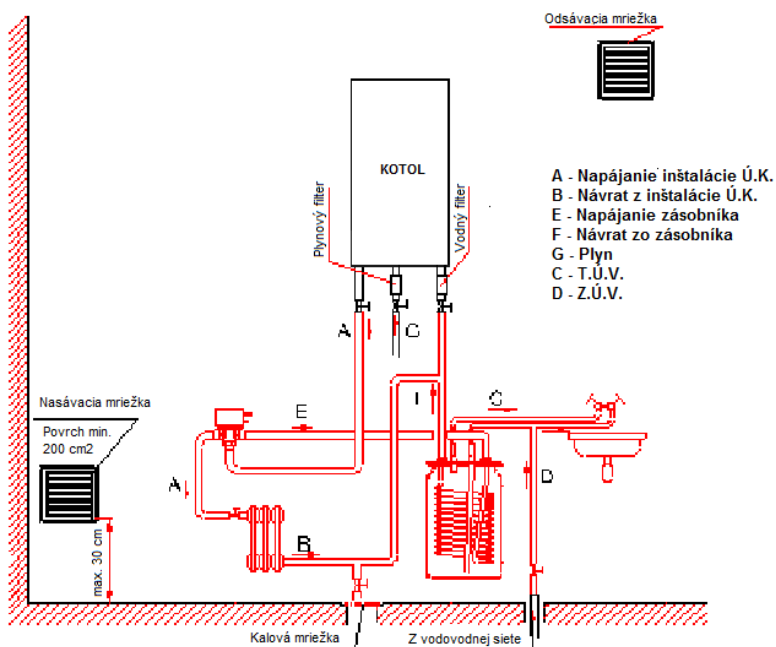 Odsávacia mriežka
KOTOL
Plynový filter
Vodný filter
A - Napájanie inštalácie Ú.K.
B - Návrat z inštalácie Ú.K.
E - Napájanie zásobníka
F - Návrat zo zásobníka
G - Plyn
C - T.Ú.V.
D - Z.Ú.V.
A
G
Nasávacia mriežka
Povrch min.
200 cm2
E
I
C
A
D
B
max. 30 cm
Kalová mriežka
Z vodovodnej siete